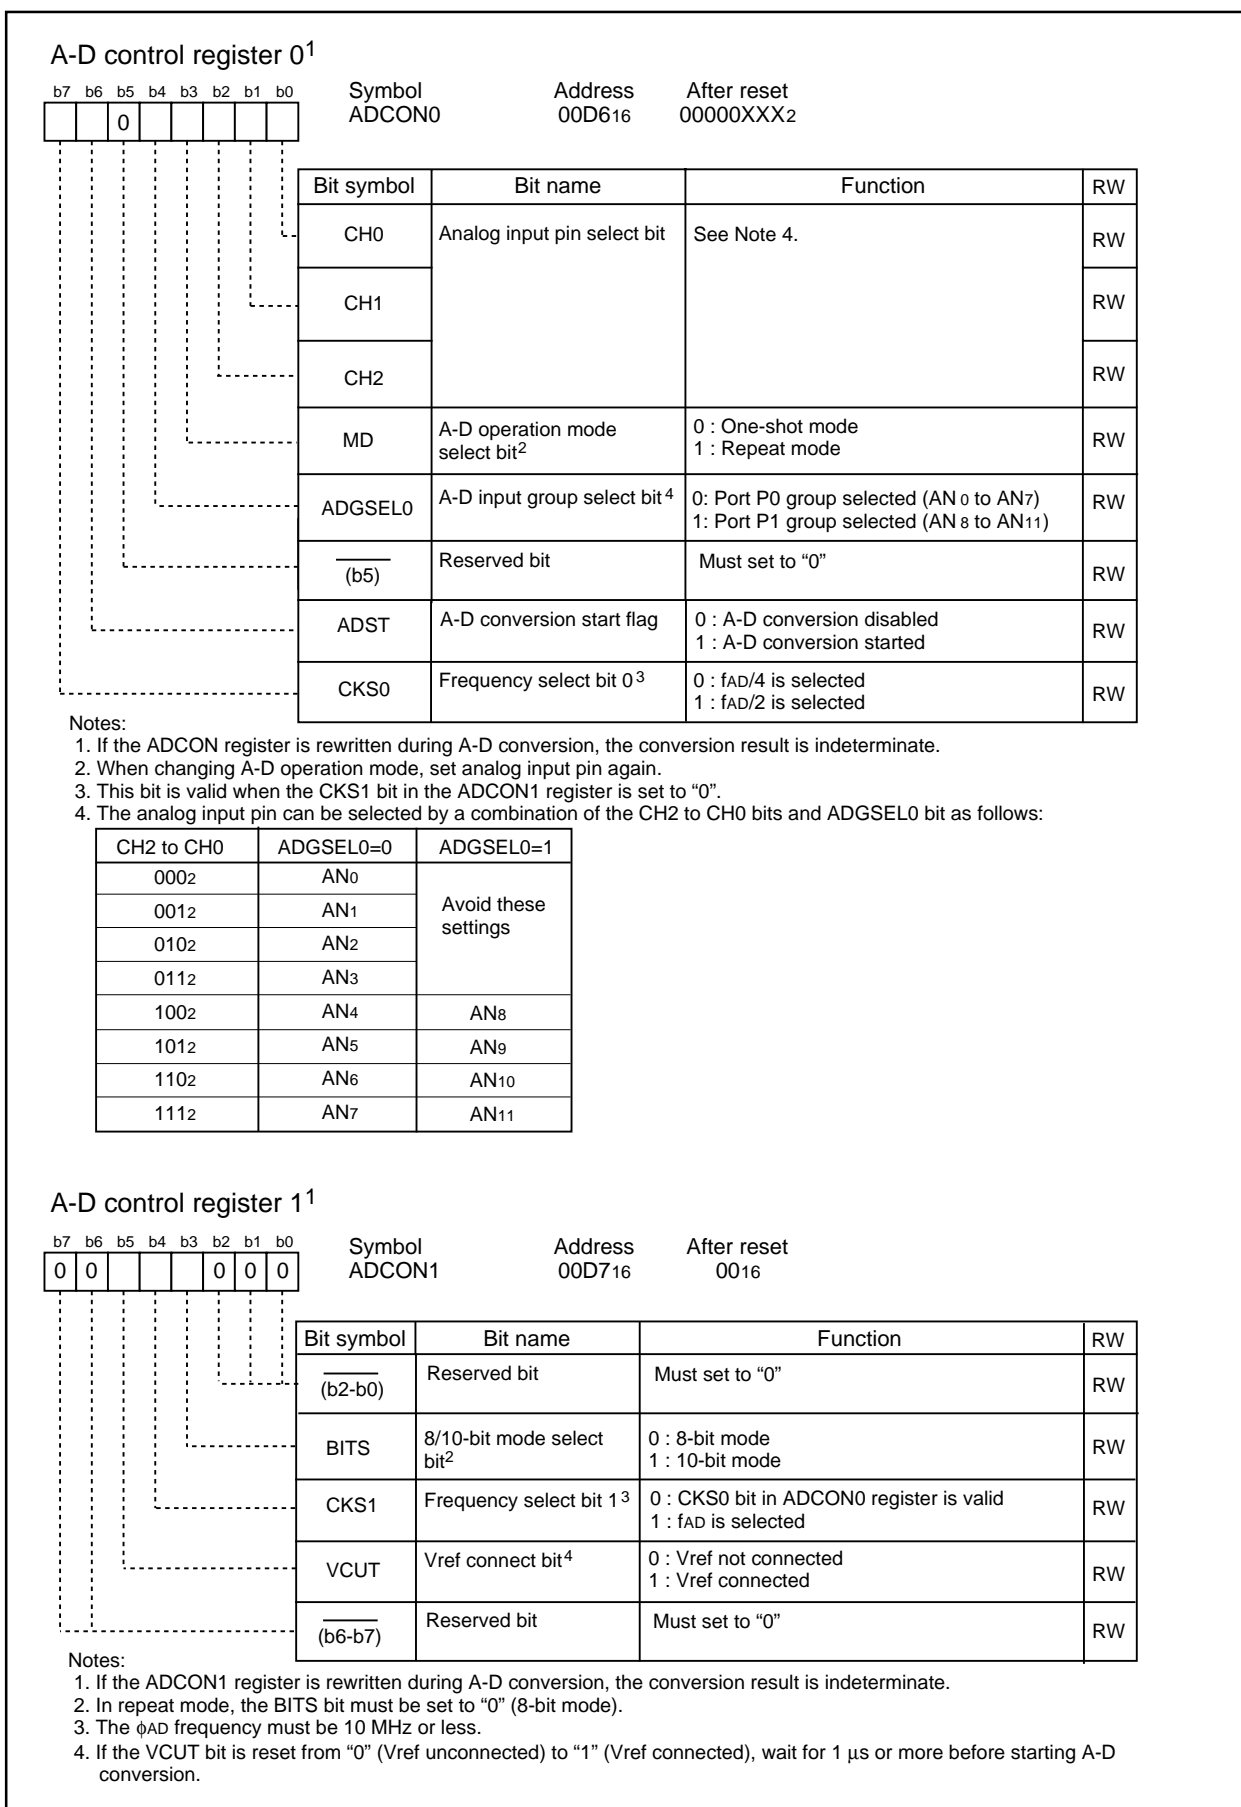 A-D control register 0¹
b7 b6 b5 b4 b3 b2 b1 b0
0
Symbol Address After reset
ADCON0 00D6₁₆ 00000XXX₂
Bit symbol Bit name Function RW
CH0 Analog input pin select bit See Note 4. RW
CH1 RW
CH2 RW
MD A-D operation mode select bit² 0 : One-shot mode RW
1 : Repeat mode
ADGSEL0 A-D input group select bit⁴ 0: Port P0 group selected (AN₀ to AN₇) RW
1: Port P1 group selected (AN₈ to AN₁₁)
(b5) Reserved bit Must set to “0” RW
ADST A-D conversion start flag 0 : A-D conversion disabled RW
1 : A-D conversion started
CKS0 Frequency select bit 0³ 0 : fAD/4 is selected RW
1 : fAD/2 is selected
Notes:
1. If the ADCON register is rewritten during A-D conversion, the conversion result is indeterminate.
2. When changing A-D operation mode, set analog input pin again.
3. This bit is valid when the CKS1 bit in the ADCON1 register is set to “0”.
4. The analog input pin can be selected by a combination of the CH2 to CH0 bits and ADGSEL0 bit as follows:
CH2 to CH0 ADGSEL0=0 ADGSEL0=1
000₂ AN₀ Avoid these settings
001₂ AN₁
010₂ AN₂
011₂ AN₃
100₂ AN₄ AN₈
101₂ AN₅ AN₉
110₂ AN₆ AN₁₀
111₂ AN₇ AN₁₁
A-D control register 1¹
b7 b6 b5 b4 b3 b2 b1 b0
0 0 0 0 0
Symbol Address After reset
ADCON1 00D7₁₆ 00₁₆
Bit symbol Bit name Function RW
(b2-b0) Reserved bit Must set to “0” RW
BITS 8/10-bit mode select bit² 0 : 8-bit mode RW
1 : 10-bit mode
CKS1 Frequency select bit 1³ 0 : CKS0 bit in ADCON0 register is valid RW
1 : fAD is selected
VCUT Vref connect bit⁴ 0 : Vref not connected RW
1 : Vref connected
(b6-b7) Reserved bit Must set to “0” RW
Notes:
1. If the ADCON1 register is rewritten during A-D conversion, the conversion result is indeterminate.
2. In repeat mode, the BITS bit must be set to “0” (8-bit mode).
3. The ϕAD frequency must be 10 MHz or less.
4. If the VCUT bit is reset from “0” (Vref unconnected) to “1” (Vref connected), wait for 1 µs or more before starting A-D
conversion.